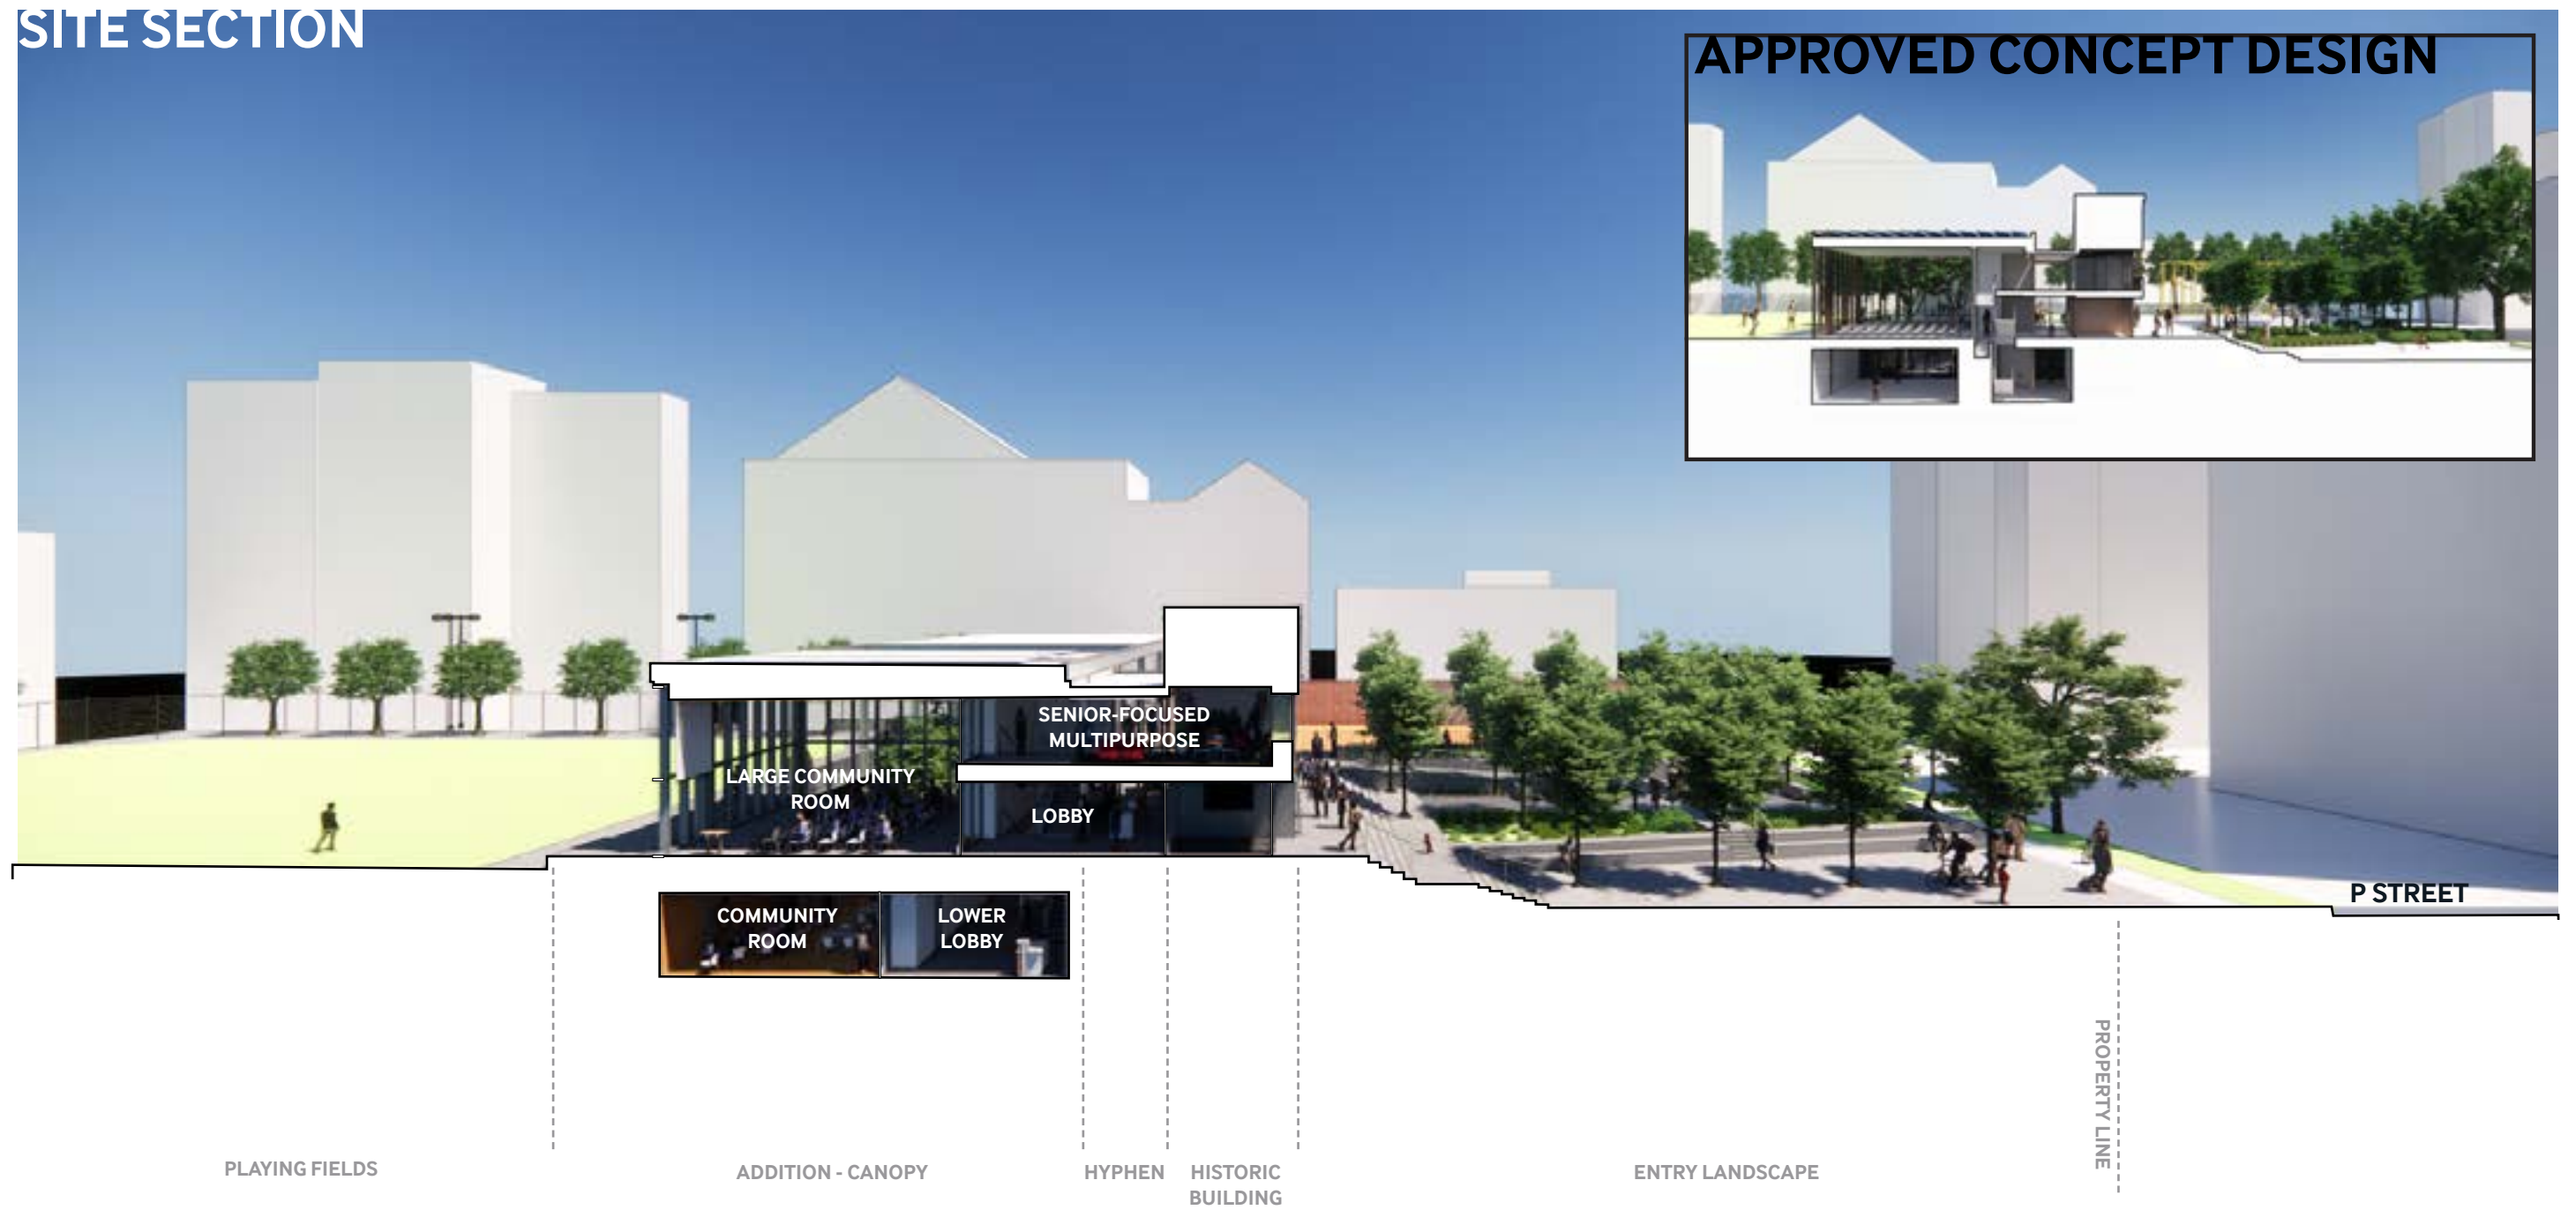 SITE SECTION
APPROVED CONCEPT DESIGN
SENIOR-FOCUSED
MULTIPURPOSE
LARGE COMMUNITY
ROOM
LOBBY
COMMUNITY
ROOM
LOWER
LOBBY
P STREET
PROPERTY LINE
PLAYING FIELDS
ADDITION - CANOPY
HYPHEN
HISTORIC
BUILDING
ENTRY LANDSCAPE